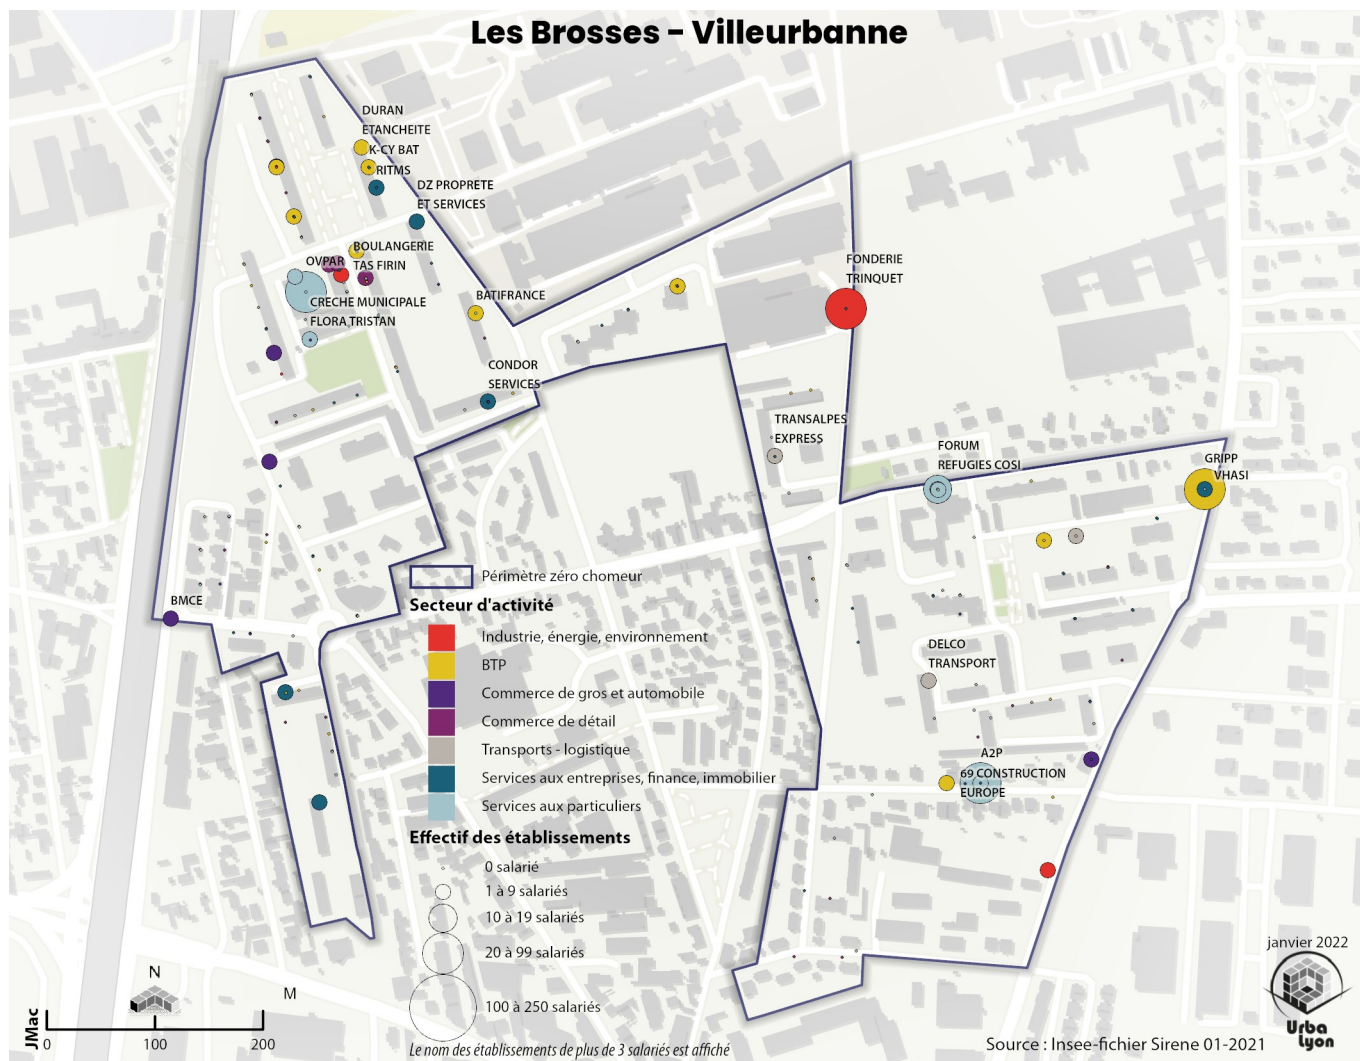 Les Brosses - Villeurbanne
DURAN
ETANCHEITE
K-CY BAT
RITMS
DZ PROPRETE
ET SERVICES
BOULANGERIE
OVPAR
TAS FIRIN
CRECHE MUNICIPALE
FLORA TRISTAN
BATIFRANCE
CONDOR
SERVICES
FONDERIE
TRINQUET
TRANSALPES
EXPRESS
FORUM
REFUGIES COSI
GRIPP
VHASI
BMCE
DELCO
TRANSPORT
A2P
69 CONSTRUCTION
EUROPE
Périmètre zéro chomeur
Secteur d'activité
Industrie, énergie, environnement
BTP
Commerce de gros et automobile
Commerce de détail
Transports - logistique
Services aux entreprises, finance, immobilier
Services aux particuliers
Effectif des établissements
0 salarié
1 à 9 salariés
10 à 19 salariés
20 à 99 salariés
100 à 250 salariés
Le nom des établissements de plus de 3 salariés est affiché
N
M
JMac
0 100 200
janvier 2022
Urba
Lyon
Source : Insee-fichier Sirene 01-2021